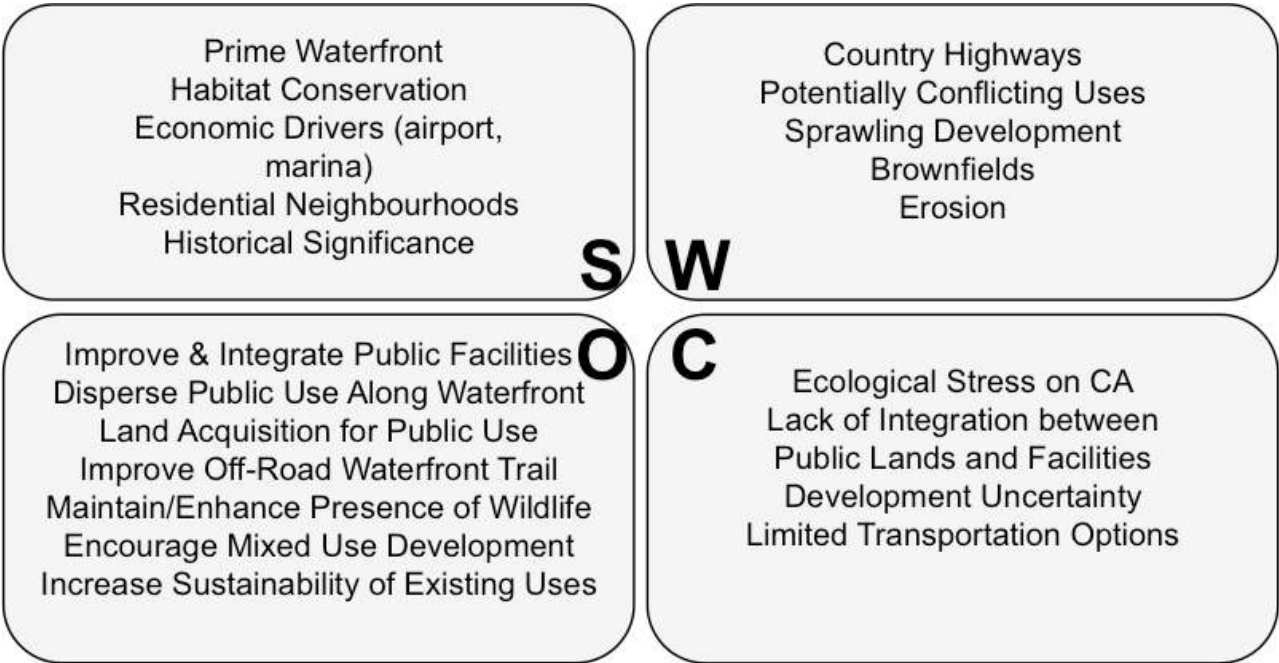 Prime Waterfront
Habitat Conservation
Economic Drivers (airport,
marina)
Residential Neighbourhoods
Historical Significance
S
Country Highways
Potentially Conflicting Uses
Sprawling Development
Brownfields
Erosion
W
Improve & Integrate Public Facilities
Disperse Public Use Along Waterfront
Land Acquisition for Public Use
Improve Off-Road Waterfront Trail
Maintain/Enhance Presence of Wildlife
Encourage Mixed Use Development
Increase Sustainability of Existing Uses
O
C
Ecological Stress on CA
Lack of Integration between
Public Lands and Facilities
Development Uncertainty
Limited Transportation Options